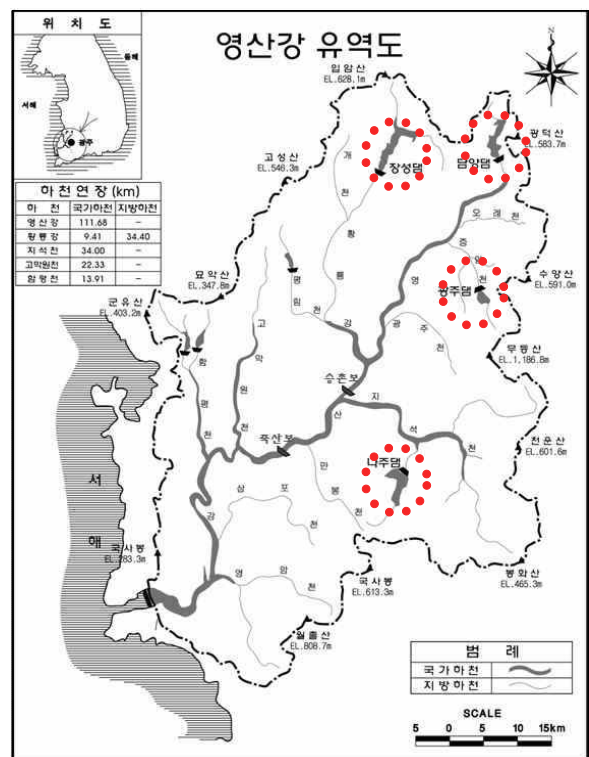 위 치 도
동해
서해
광주
영산강 유역도
N
입암산
EL.628.1m
광덕산
EL.583.7m
고성산
EL.546.3m
장성댐
담양댐
개
천
황
룡
강
오 례 천
증
암
천
영
수양산
EL.591.0m
하 천 연 장 (km)
하 천 국가하천 지방하천
영산강 111.68 -
황룡강 9.41 34.40
지석천 34.00 -
고막원천 22.33 -
함평천 13.91 -
묘악산
EL.347.8m
군유산
EL.403.2m
평
림
천
광주댐
광
주
천
무등산
EL.1,186.8m
고
막
원
천
함
평
천
승촌보
산
지
석
천
죽산보
천운산
EL.601.6m
나주댐
만
봉
천
삼
포
천
강
서
해
국사봉
EL.283.3m
영
암
천
국사봉
EL.613.3m
봉화산
EL.465.3m
월출산
EL.808.7m
범 례
국가하천
지방하천
SCALE
5 0 5 10 15km